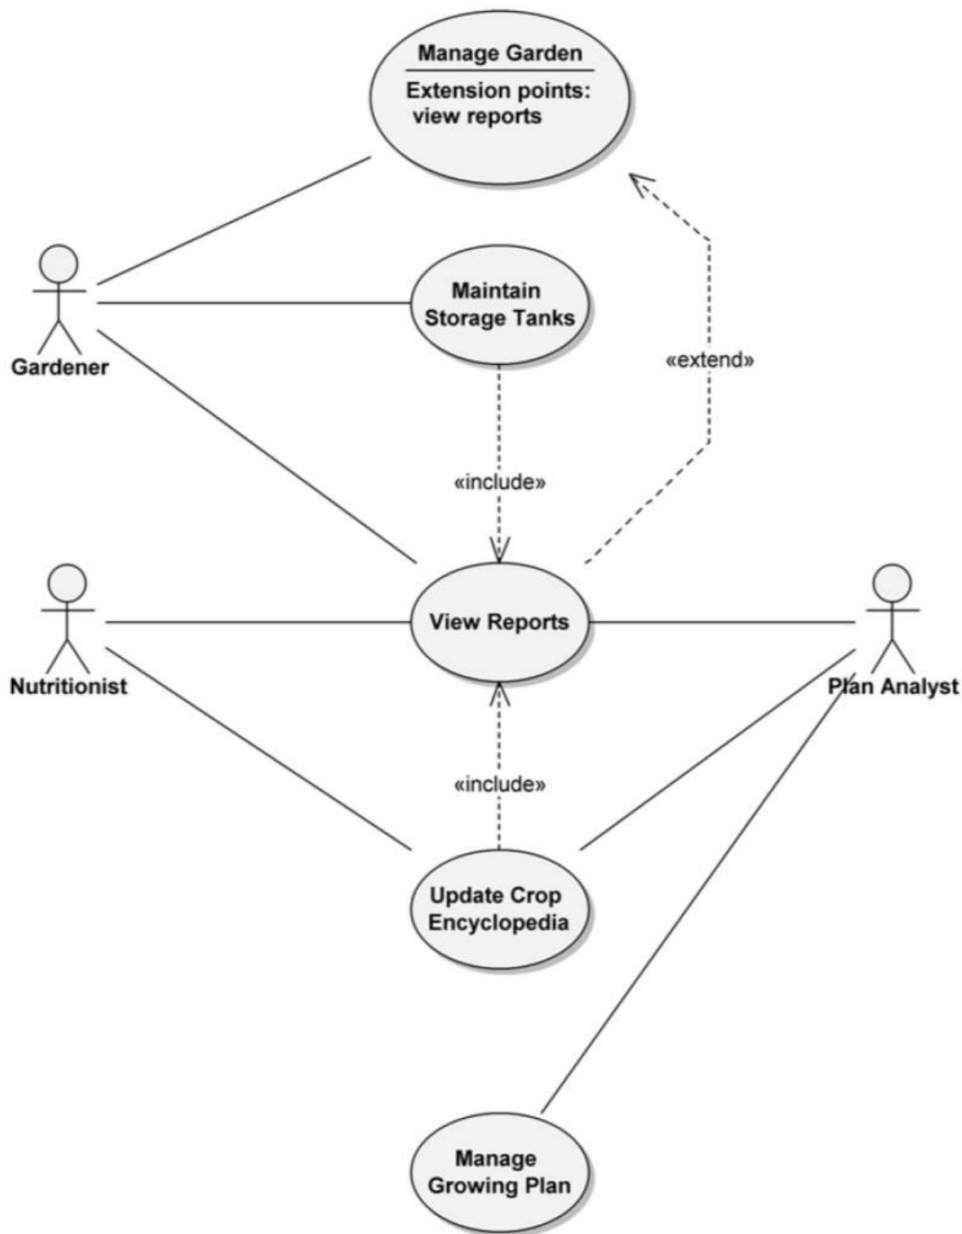 Manage Garden
Extension points:
view reports
Maintain
Storage Tanks
Gardener
«extend»
«include»
View Reports
Nutritionist
Plan Analyst
«include»
Update Crop
Encyclopedia
Manage
Growing Plan